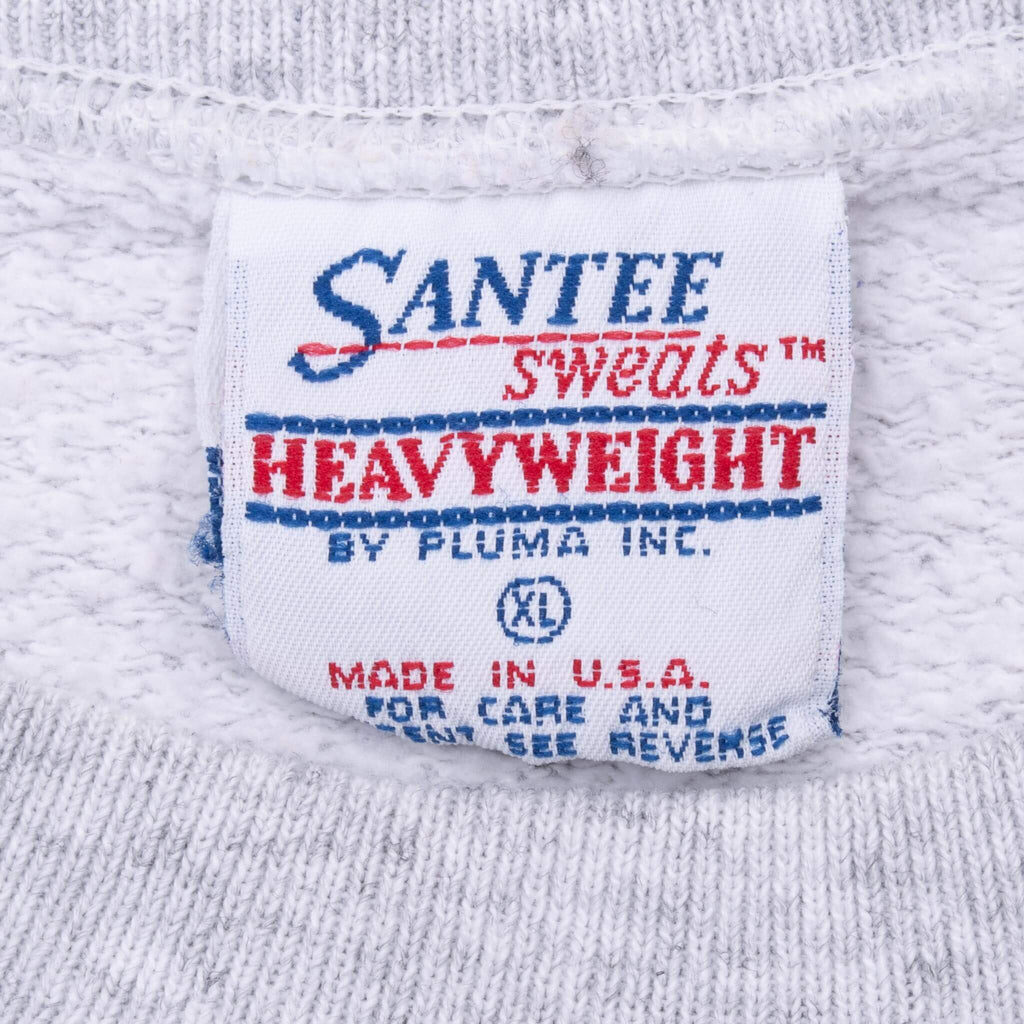 SANTEE
sweats™
HEAVYWEIGHT
BY PLUMA INC.
XL
MADE IN U.S.A.
FOR CARE AND
SEE REVERSE